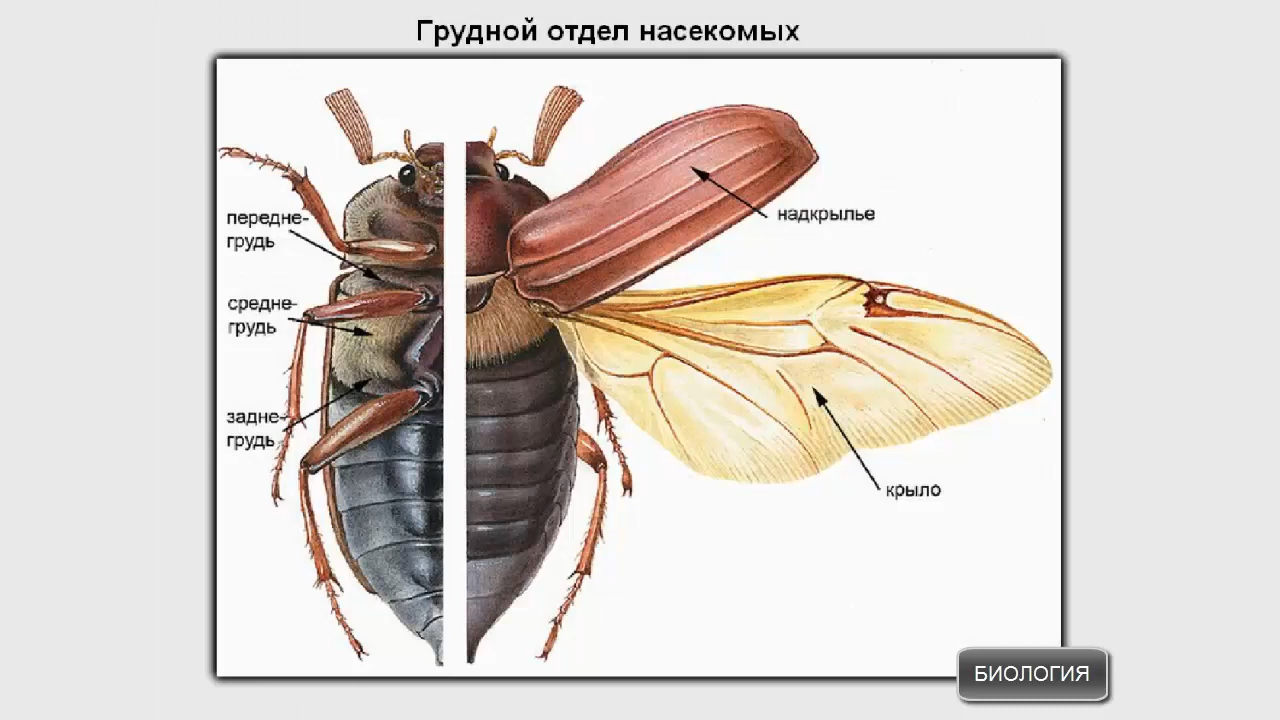 Грудной отдел насекомых
передне-
грудь
надкрылье
средне-
грудь
задне-
грудь
крыло
БИОЛОГИЯ